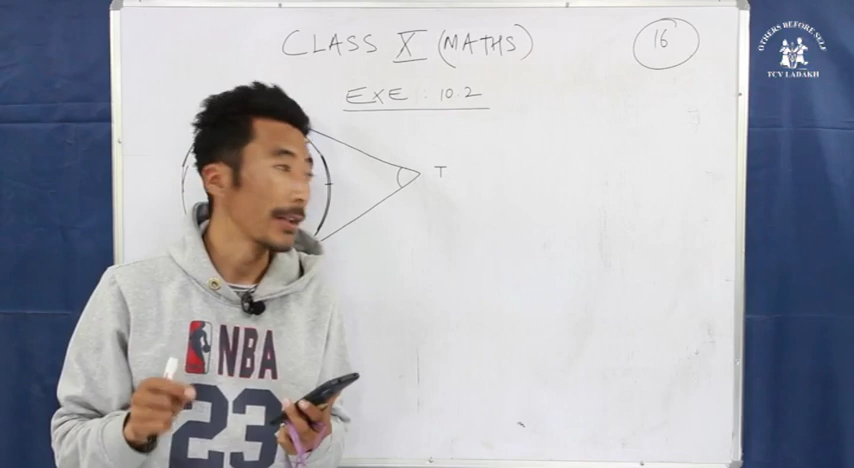 CLASS X (MATHS)
16
OTHERS BEFORE SELF
TCV LADAKH
EXE : 10.2
T
NBA
23